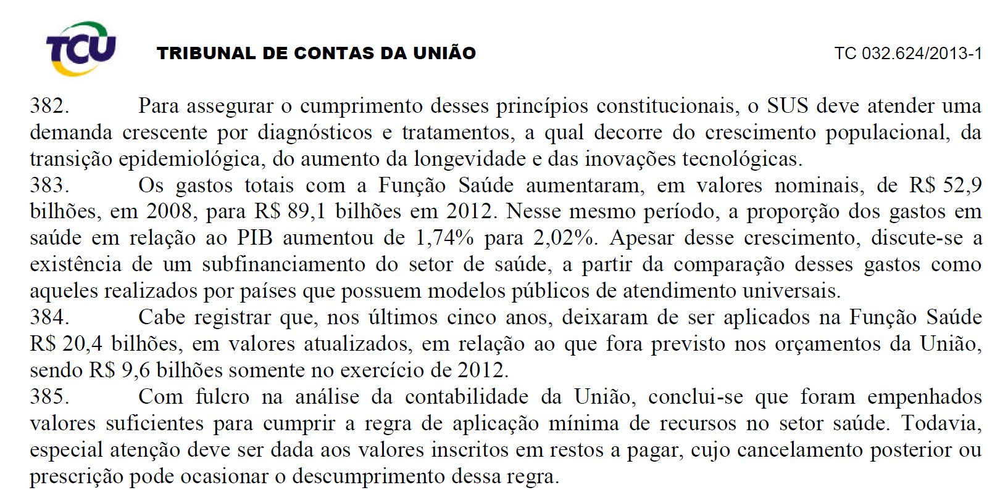 TCU
TRIBUNAL DE CONTAS DA UNIÃO
TC 032.624/2013-1
382. Para assegurar o cumprimento desses princípios constitucionais, o SUS deve atender uma
demanda crescente por diagnósticos e tratamentos, a qual decorre do crescimento populacional, da
transição epidemiológica, do aumento da longevidade e das inovações tecnológicas.
383. Os gastos totais com a Função Saúde aumentaram, em valores nominais, de R$ 52,9
bilhões, em 2008, para R$ 89,1 bilhões em 2012. Nesse mesmo período, a proporção dos gastos em
saúde em relação ao PIB aumentou de 1,74% para 2,02%. Apesar desse crescimento, discute-se a
existência de um subfinanciamento do setor de saúde, a partir da comparação desses gastos como
aqueles realizados por países que possuem modelos públicos de atendimento universais.
384. Cabe registrar que, nos últimos cinco anos, deixaram de ser aplicados na Função Saúde
R$ 20,4 bilhões, em valores atualizados, em relação ao que fora previsto nos orçamentos da União,
sendo R$ 9,6 bilhões somente no exercício de 2012.
385. Com fulcro na análise da contabilidade da União, conclui-se que foram empenhados
valores suficientes para cumprir a regra de aplicação mínima de recursos no setor saúde. Todavia,
especial atenção deve ser dada aos valores inscritos em restos a pagar, cujo cancelamento posterior ou
prescrição pode ocasionar o descumprimento dessa regra.